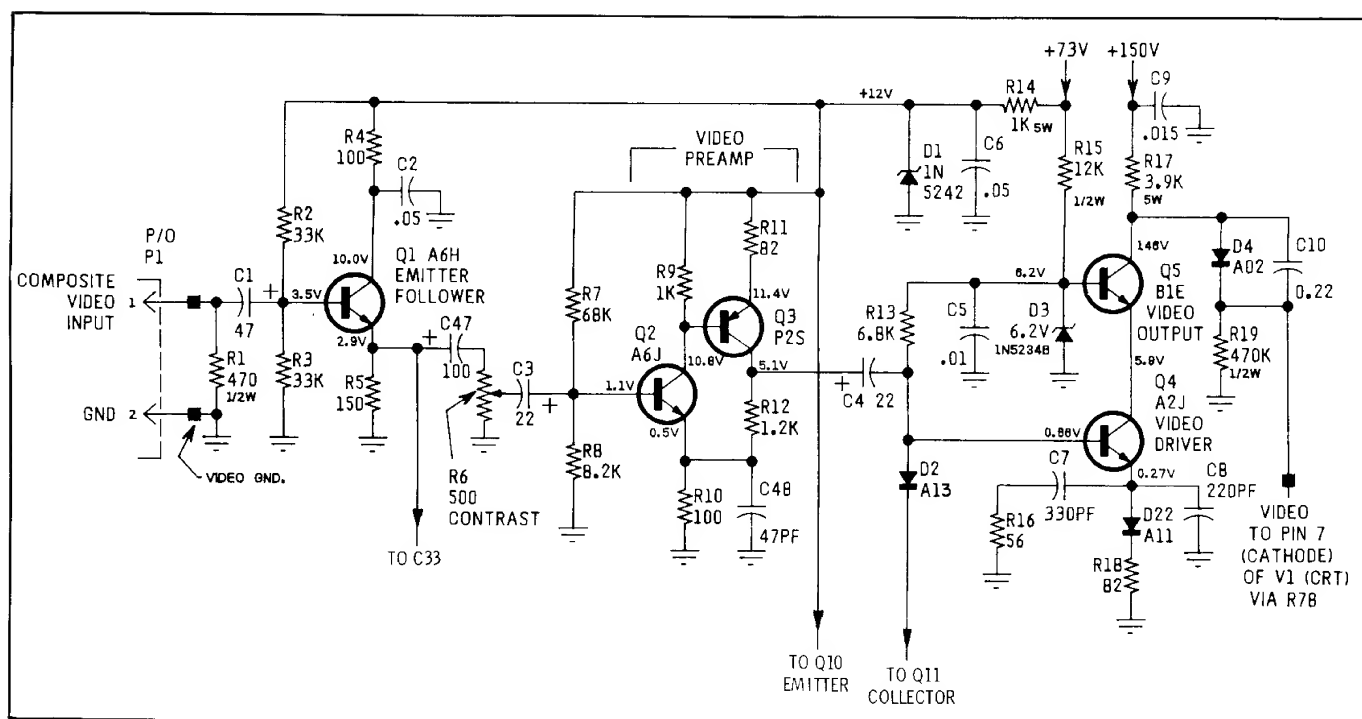 P/O
P1
COMPOSITE
VIDEO
INPUT
1
GND
2
VIDEO GND.
C1
47
+
R1
470
1/2W
R2
33K
R3
33K
R4
100
C2
.05
10.0V
3.5V
2.9V
Q1 A6H
EMITTER
FOLLOWER
R5
150
TO C33
+
C47
100
R6
500
CONTRAST
C3
22
+
VIDEO
PREAMP
R7
68K
R8
8.2K
R9
1K
Q2
A6J
1.1V
10.8V
0.5V
R10
100
R11
82
11.4V
Q3
P2S
5.1V
R12
1.2K
C48
47PF
+
C4
22
TO Q10
EMITTER
+12V
D1
1N
5242
C6
.05
R14
1K 5W
+73V
+150V
C9
.015
R15
12K
1/2W
R17
3.9K
5W
R13
6.8K
6.2V
C5
.01
D3
6.2V
1N5234B
146V
Q5
B1E
VIDEO
OUTPUT
5.9V
Q4
A2J
VIDEO
DRIVER
0.88V
0.27V
D2
A13
TO Q11
COLLECTOR
C7
330PF
R16
56
C8
220PF
D22
A11
R18
82
D4
A02
C10
0.22
R19
470K
1/2W
VIDEO
TO PIN 7
(CATHODE)
OF V1 (CRT)
VIA R78